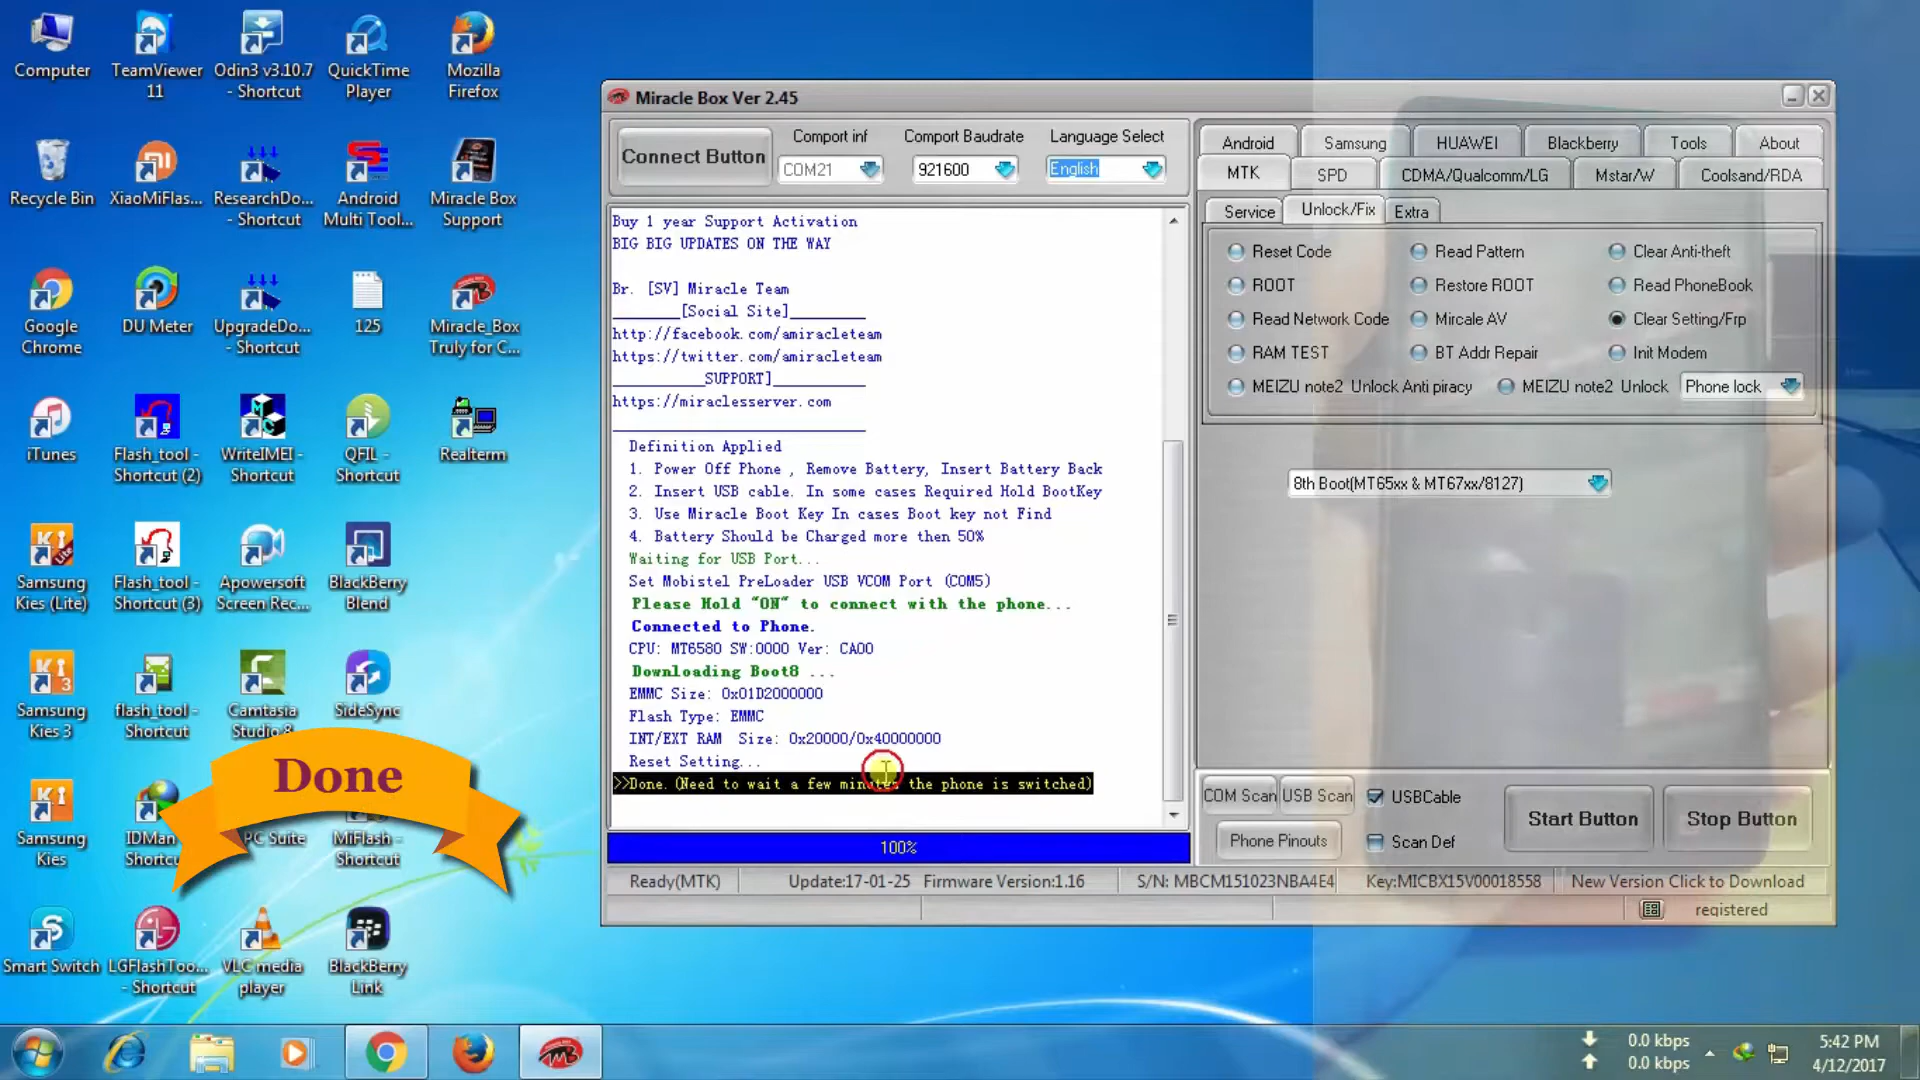 Computer
TeamViewer
11
Odin3 v3.10.7
- Shortcut
QuickTime
Player
Mozilla
Firefox
Recycle Bin
XiaoMiFlas...
ResearchDo...
- Shortcut
Android
Multi Tool...
Miracle Box
Support
Google
Chrome
DU Meter
UpgradeDo...
- Shortcut
125
Miracle_Box
Truly for C...
iTunes
Flash_tool -
Shortcut (2)
WriteIMEI -
Shortcut
QFIL -
Shortcut
Realterm
Samsung
Kies (Lite)
Flash_tool -
Shortcut (3)
Apowersoft
Screen Rec...
BlackBerry
Blend
Samsung
Kies 3
flash_tool -
Shortcut
Camtasia
Studio 8
SideSync
Done
Samsung
Kies
IDMan
Shortcu
PC Suite
MiFlash -
Shortcut
Smart Switch
LGFlashToo...
- Shortcut
VLC media
player
BlackBerry
Link
Miracle Box Ver 2.45
Connect Button
Comport inf
Comport Baudrate
Language Select
COM21
921600
English
Buy 1 year Support Activation
BIG BIG UPDATES ON THE WAY
Br. [SV] Miracle Team
________[Social Site]_________
http://facebook.com/amiracleteam
https://twitter.com/amiracleteam
___________SUPPORT]___________
https://miraclesserver.com
______________________________
Definition Applied
1. Power Off Phone , Remove Battery, Insert Battery Back
2. Insert USB cable. In some cases Required Hold BootKey
3. Use Miracle Boot Key In cases Boot key not Find
4. Battery Should be Charged more then 50%
Waiting for USB Port...
Set Mobistel PreLoader USB VCOM Port (COM5)
Please Hold "ON" to connect with the phone...
Connected to Phone.
CPU: MT6580 SW:0000 Ver: CA00
Downloading Boot8 ...
EMMC Size: 0x01D2000000
Flash Type: EMMC
INT/EXT RAM Size: 0x20000/0x40000000
Reset Setting...
>>Done.(Need to wait a few minutes the phone is switched)
100%
Android
Samsung
HUAWEI
Blackberry
Tools
About
MTK
SPD
CDMA/Qualcomm/LG
Mstar/W
Coolsand/RDA
Service
Unlock/Fix
Extra
Reset Code
Read Pattern
Clear Anti-theft
ROOT
Restore ROOT
Read PhoneBook
Read Network Code
Mircale AV
Clear Setting/Frp
RAM TEST
BT Addr Repair
Init Modem
MEIZU note2 Unlock Anti piracy
MEIZU note2 Unlock
Phone lock
8th Boot(MT65xx & MT67xx/8127)
COM Scan
USB Scan
USBCable
Start Button
Stop Button
Phone Pinouts
Scan Def
Ready(MTK)
Update:17-01-25
Firmware Version:1.16
S/N: MBCM151023NBA4E4
Key:MICBX15V00018558
New Version Click to Download
registered
0.0 kbps
0.0 kbps
5:42 PM
4/12/2017